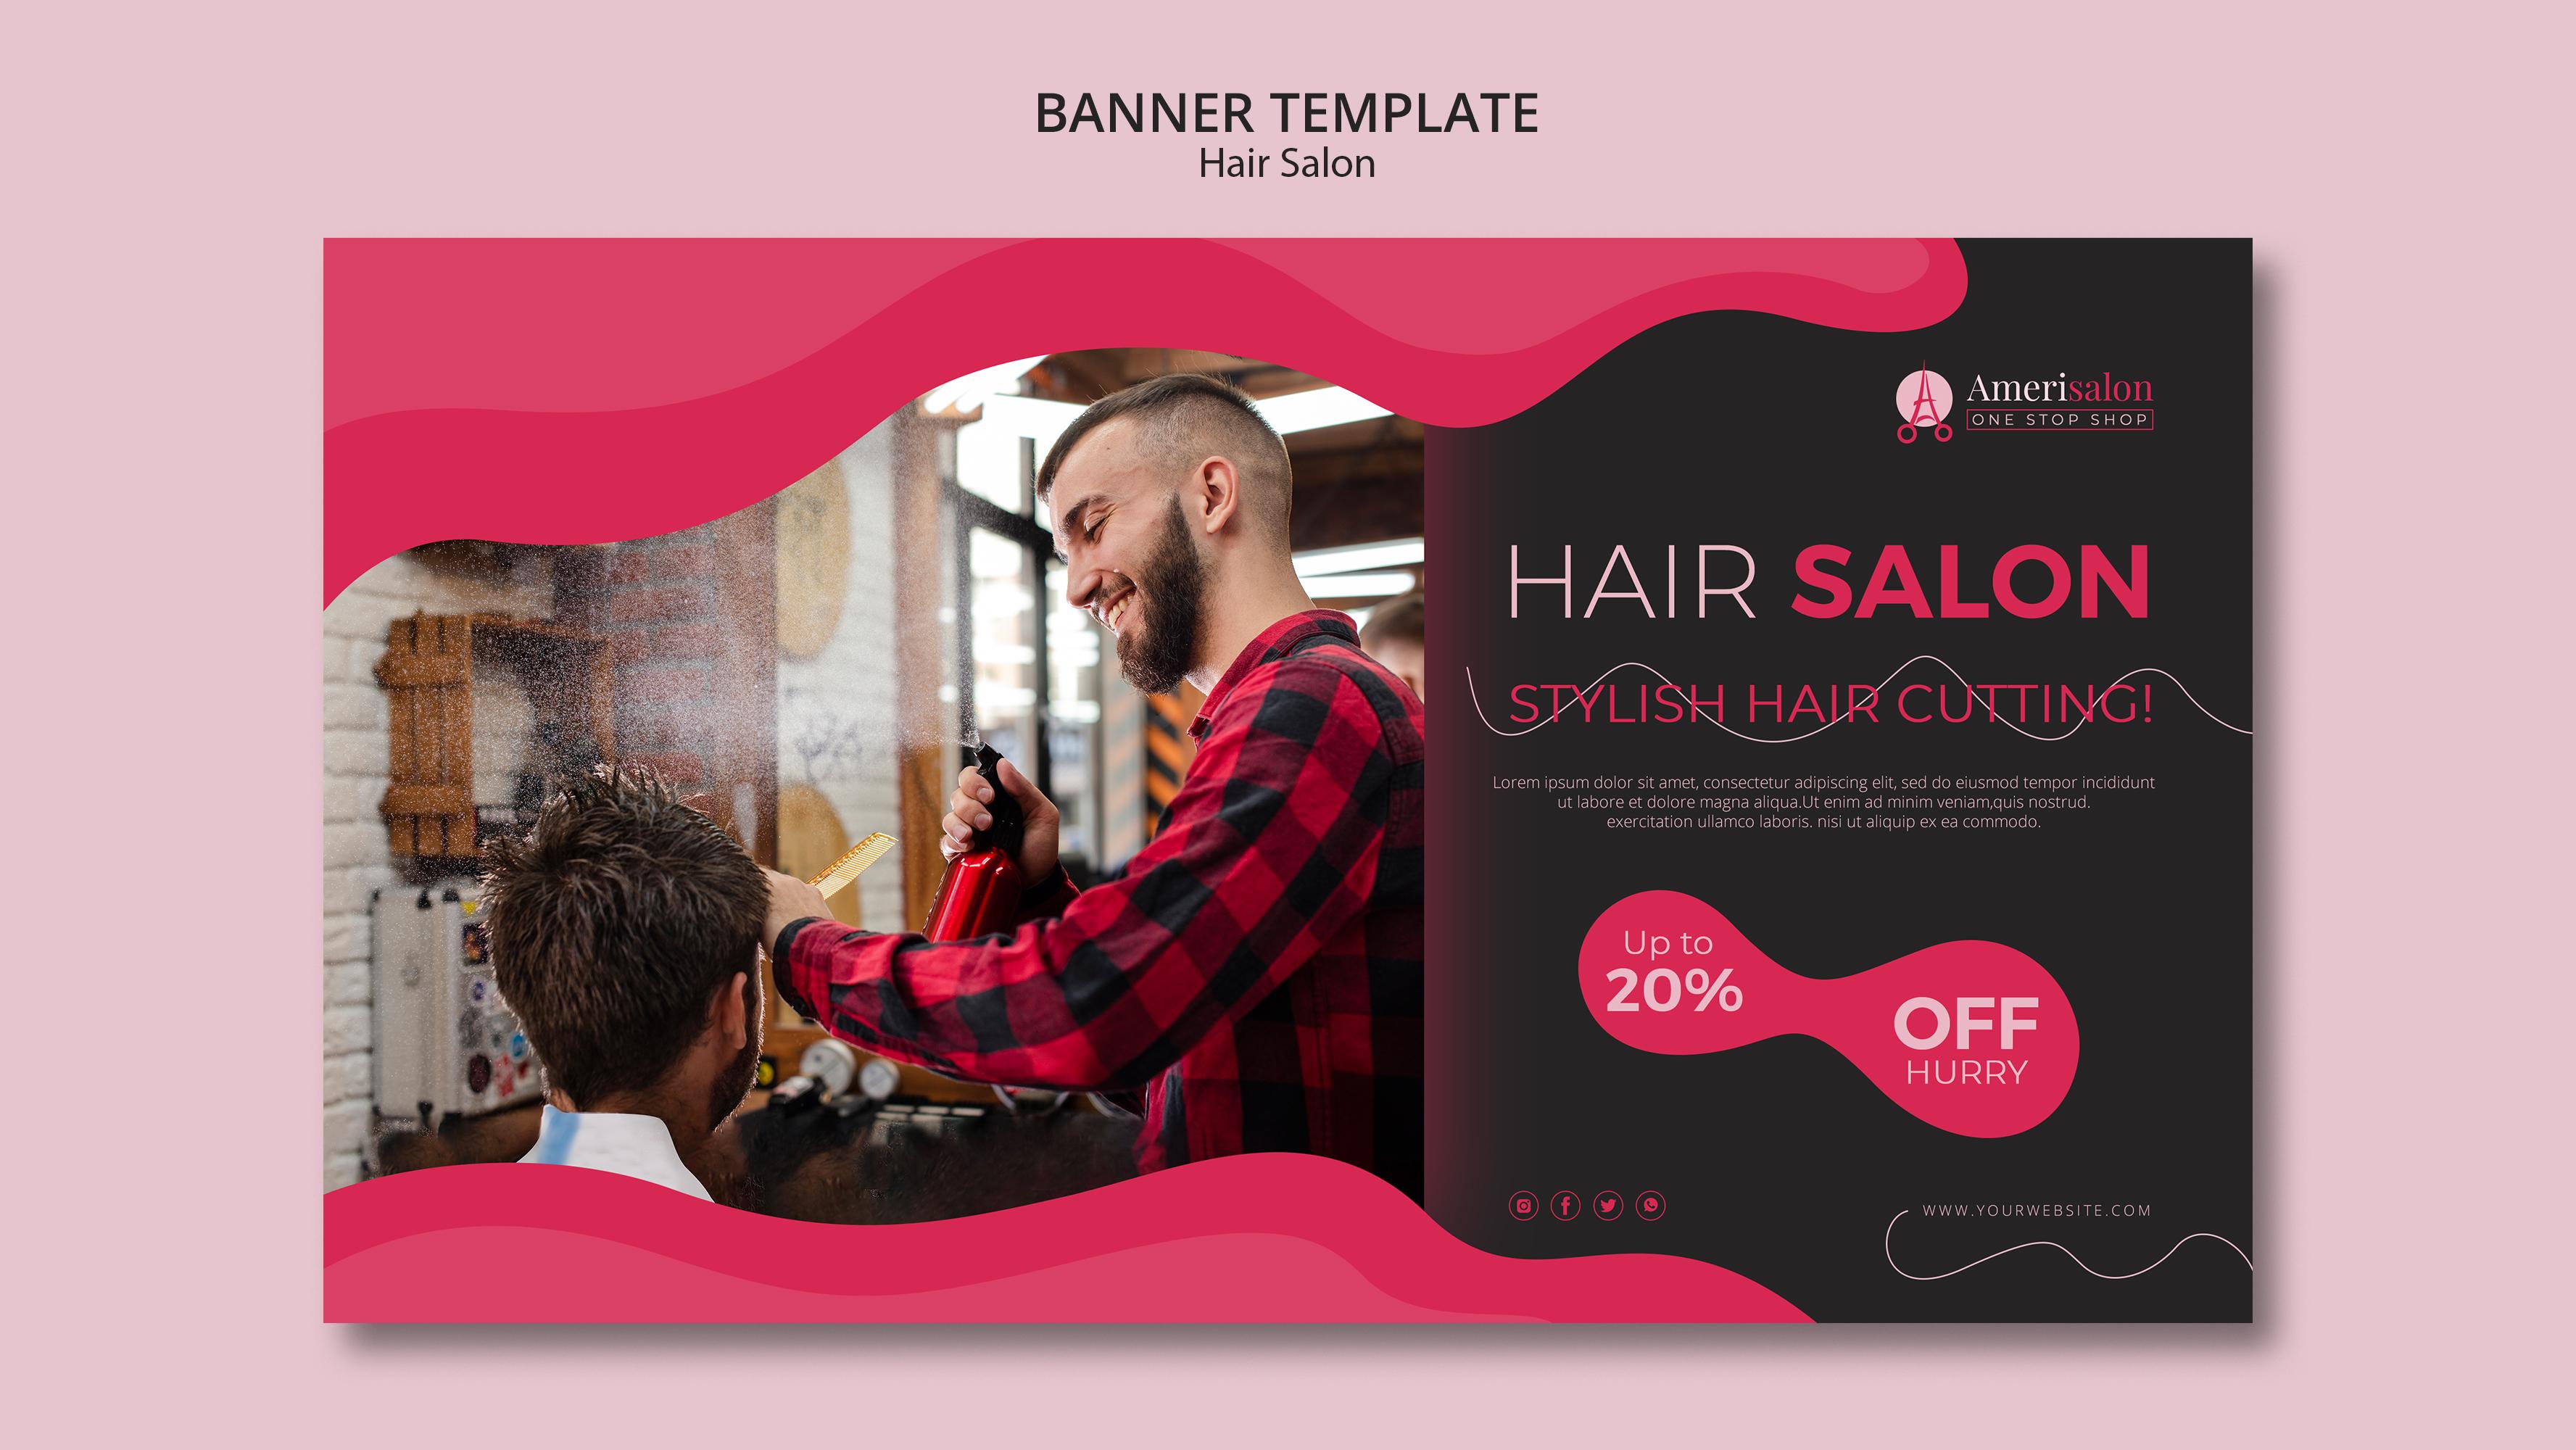 BANNER TEMPLATE
Hair Salon
Amerisalon
ONE STOP SHOP
HAIR SALON
STYLISH HAIR CUTTING!
Lorem ipsum dolor sit amet, consectetur adipiscing elit, sed do eiusmod tempor incididunt
ut labore et dolore magna aliqua.Ut enim ad minim veniam,quis nostrud.
exercitation ullamco laboris. nisi ut aliquip ex ea commodo.
Up to
20%
OFF
HURRY
WWW.YOURWEBSITE.COM